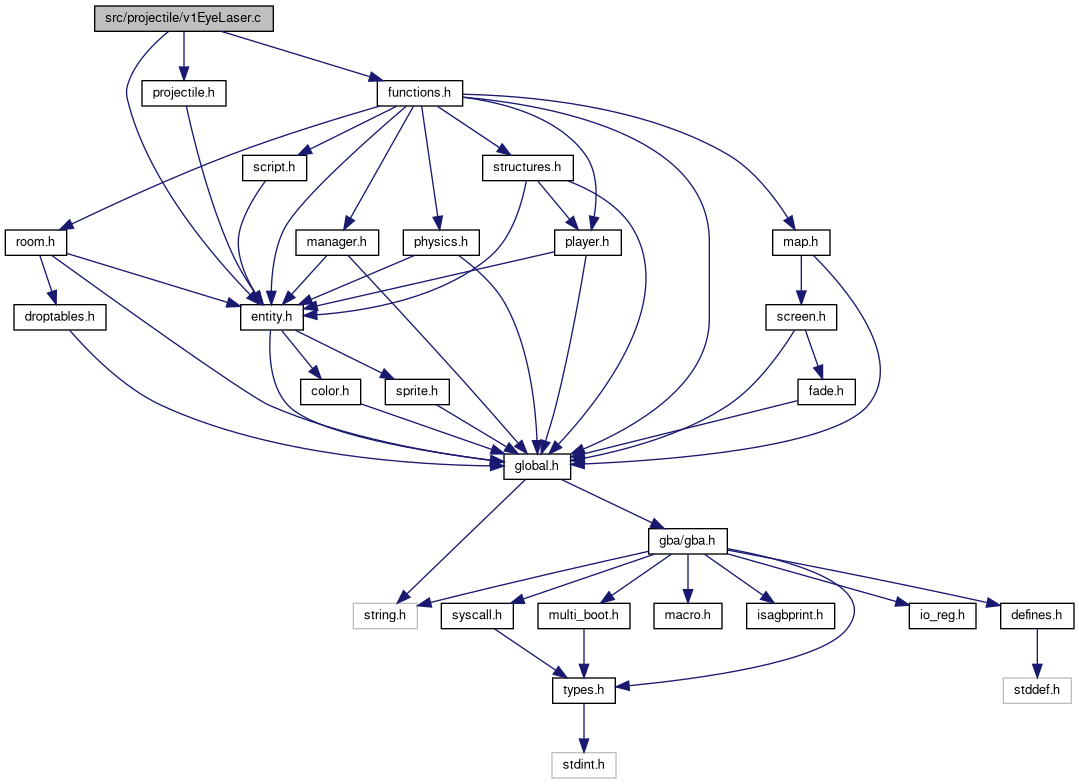 src/projectile/v1EyeLaser.c
projectile.h
functions.h
script.h
structures.h
room.h
manager.h
physics.h
player.h
map.h
droptables.h
entity.h
screen.h
color.h
sprite.h
fade.h
global.h
gba/gba.h
string.h
syscall.h
multi_boot.h
macro.h
isagbprint.h
io_reg.h
defines.h
types.h
stddef.h
stdint.h